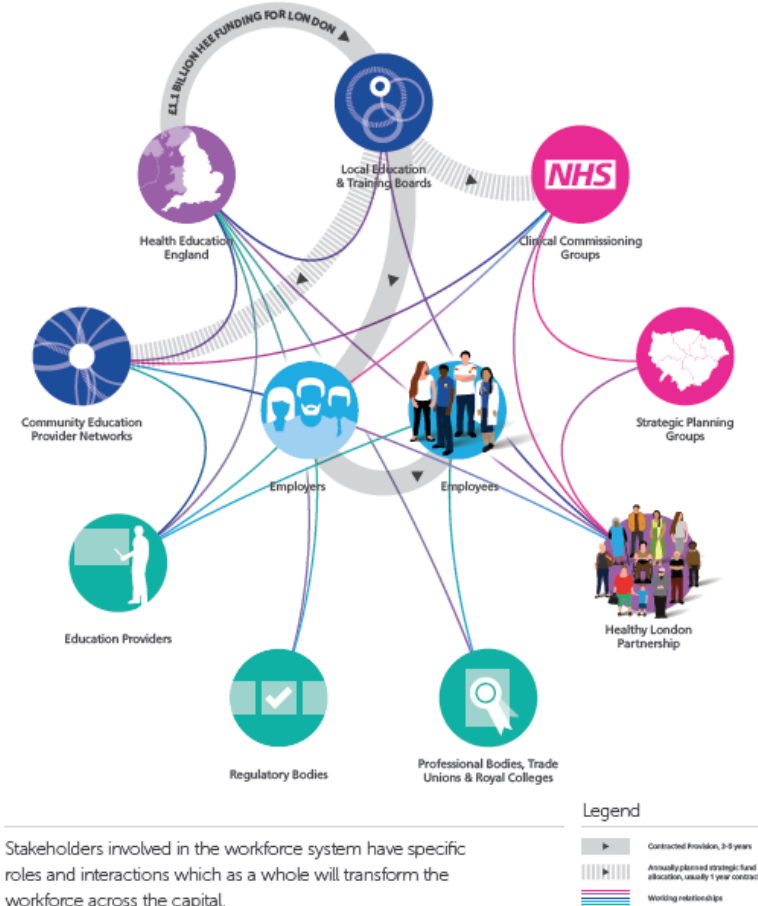 £1.1 BILLION HEE FUNDING FOR LONDON
Local Education
& Training Boards
NHS
Health Education
England
Clinical Commissioning
Groups
Community Education
Provider Networks
Strategic Planning
Groups
Employers
Employees
Education Providers
Healthy London
Partnership
Regulatory Bodies
Professional Bodies, Trade
Unions & Royal Colleges
Legend
Stakeholders involved in the workforce system have specific
roles and interactions which as a whole will transform the
workforce across the capital.
Contracted Provision, 3-5 years
Annually planned strategic fund
allocation, usually 1 year contract
Working relationships